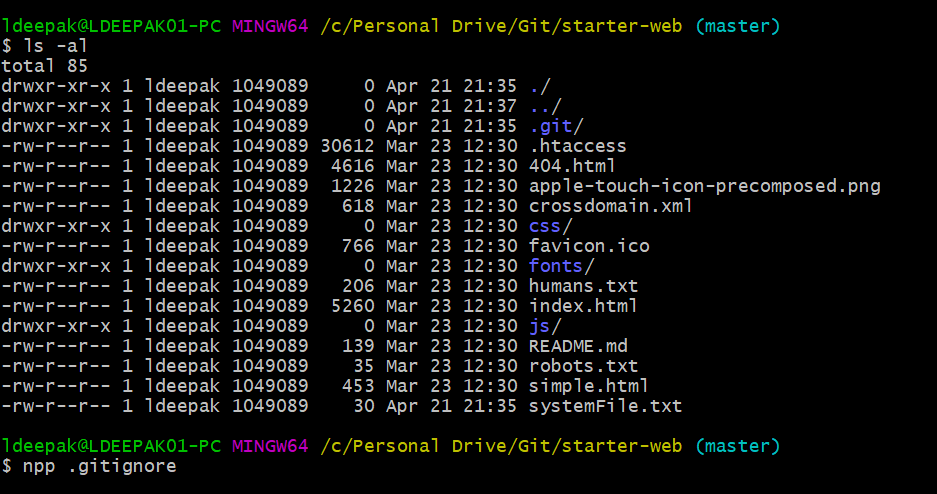 ldeepak@LDEEPAK01-PC MINGW64 /c/Personal Drive/Git/starter-web (master)
$ ls -al
total 85
drwxr-xr-x 1 ldeepak 1049089     0 Apr 21 21:35 ./
drwxr-xr-x 1 ldeepak 1049089     0 Apr 21 21:37 ../
drwxr-xr-x 1 ldeepak 1049089     0 Apr 21 21:35 .git/
-rw-r--r-- 1 ldeepak 1049089 30612 Mar 23 12:30 .htaccess
-rw-r--r-- 1 ldeepak 1049089  4616 Mar 23 12:30 404.html
-rw-r--r-- 1 ldeepak 1049089  1226 Mar 23 12:30 apple-touch-icon-precomposed.png
-rw-r--r-- 1 ldeepak 1049089   618 Mar 23 12:30 crossdomain.xml
drwxr-xr-x 1 ldeepak 1049089     0 Mar 23 12:30 css/
-rw-r--r-- 1 ldeepak 1049089   766 Mar 23 12:30 favicon.ico
drwxr-xr-x 1 ldeepak 1049089     0 Mar 23 12:30 fonts/
-rw-r--r-- 1 ldeepak 1049089   206 Mar 23 12:30 humans.txt
-rw-r--r-- 1 ldeepak 1049089  5260 Mar 23 12:30 index.html
drwxr-xr-x 1 ldeepak 1049089     0 Mar 23 12:30 js/
-rw-r--r-- 1 ldeepak 1049089   139 Mar 23 12:30 README.md
-rw-r--r-- 1 ldeepak 1049089    35 Mar 23 12:30 robots.txt
-rw-r--r-- 1 ldeepak 1049089   453 Mar 23 12:30 simple.html
-rw-r--r-- 1 ldeepak 1049089    30 Apr 21 21:35 systemFile.txt
ldeepak@LDEEPAK01-PC MINGW64 /c/Personal Drive/Git/starter-web (master)
$ npp .gitignore